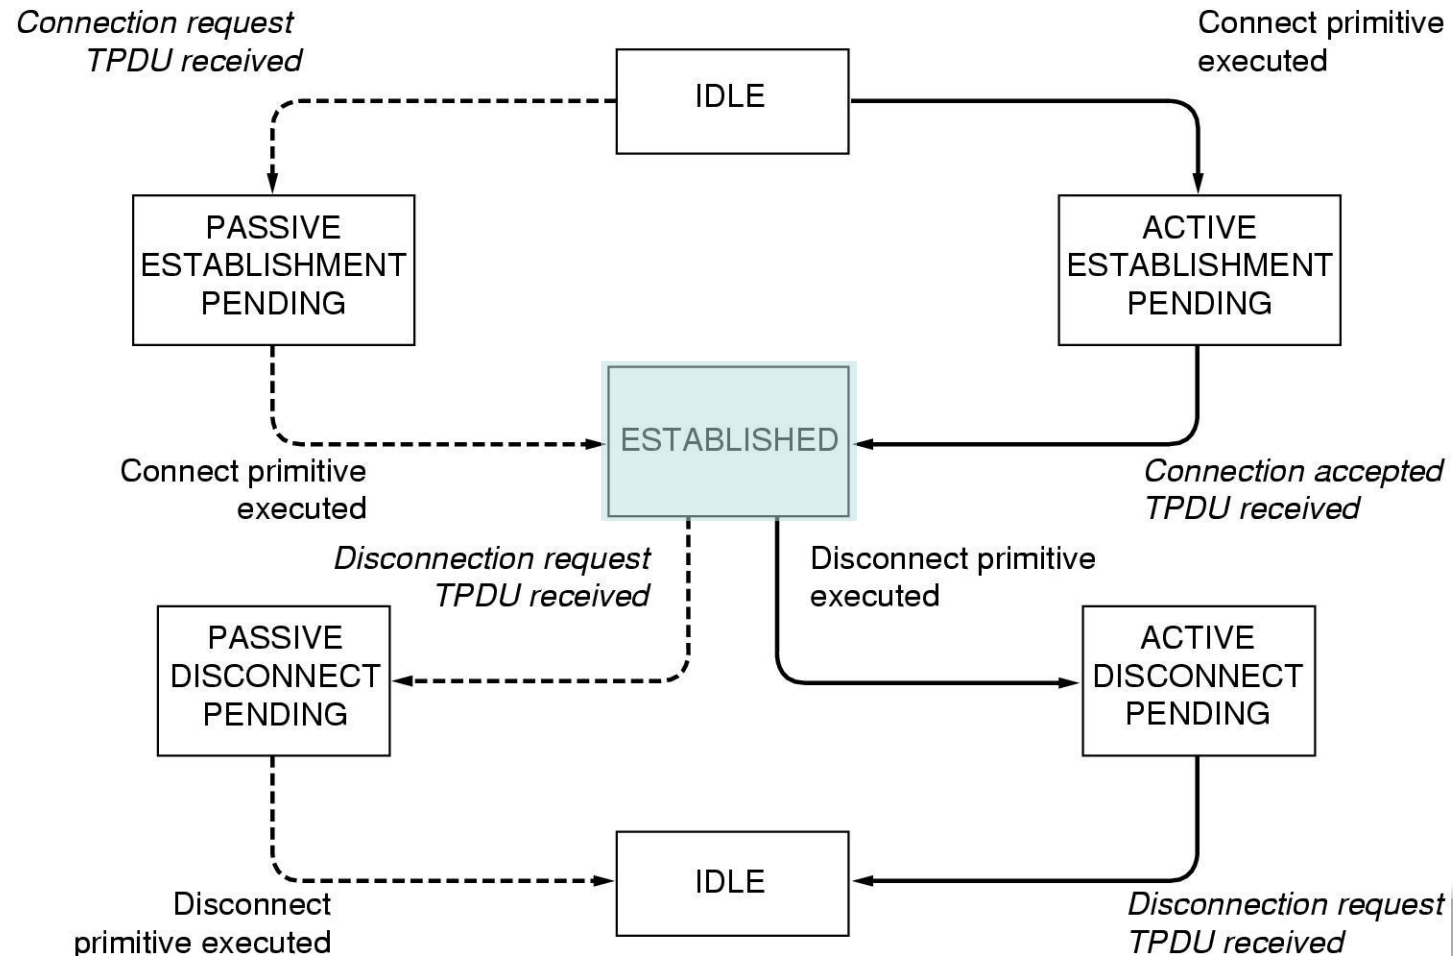 Connection request
TPDU received
Connect primitive
executed
IDLE
PASSIVE
ESTABLISHMENT
PENDING
ACTIVE
ESTABLISHMENT
PENDING
ESTABLISHED
Connect primitive
executed
Connection accepted
TPDU received
Disconnection request
TPDU received
Disconnect primitive
executed
PASSIVE
DISCONNECT
PENDING
ACTIVE
DISCONNECT
PENDING
IDLE
Disconnect
primitive executed
Disconnection request
TPDU received